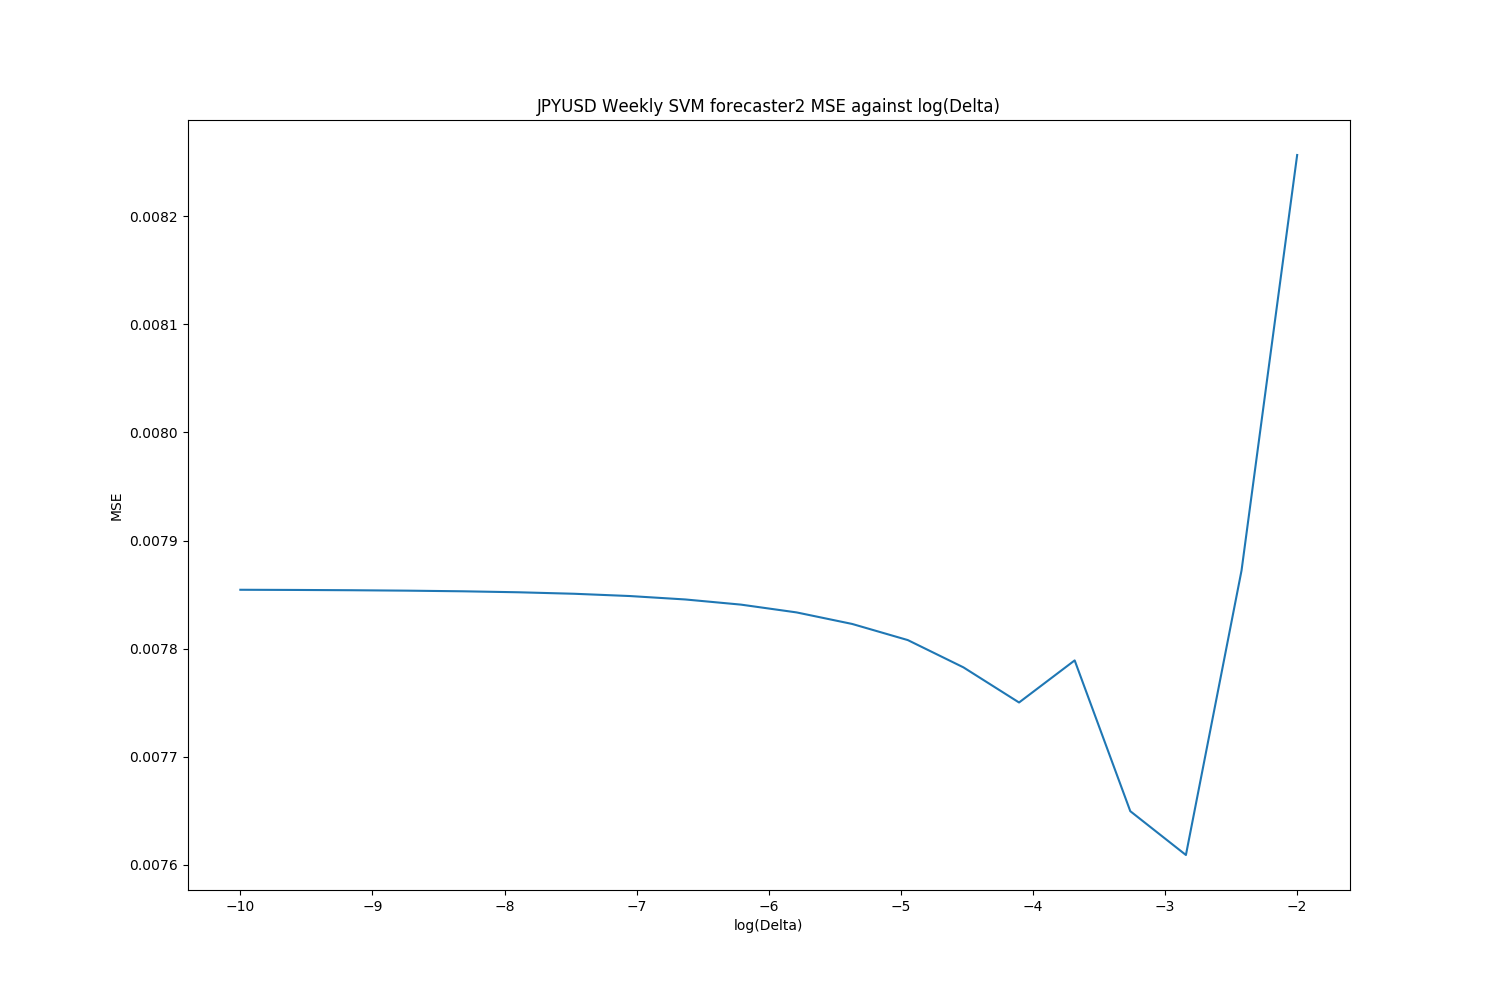 JPYUSD Weekly SVM forecaster2 MSE against log(Delta)
MSE
0.0082
0.0081
0.0080
0.0079
0.0078
0.0077
0.0076
−10 −9 −8 −7 −6 −5 −4 −3 −2
log(Delta)